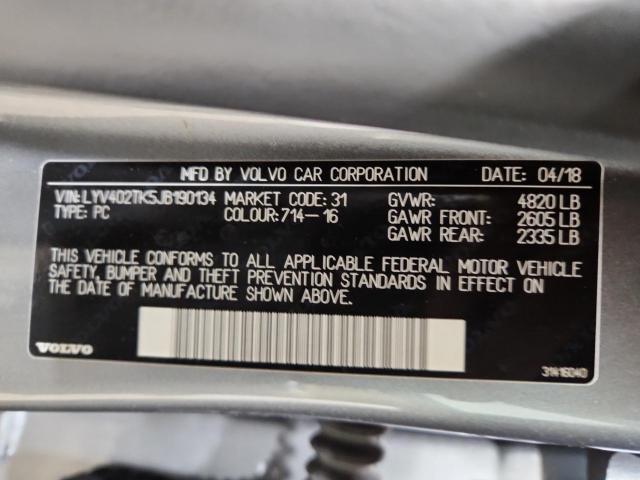 MFD BY VOLVO CAR CORPORATION DATE: 04/18
VIN: LYV402TK5JB190134 MARKET CODE: 31 GVWR: 4820 LB
TYPE: PC COLOUR: 714-16 GAWR FRONT: 2605 LB
GAWR REAR: 2335 LB
THIS VEHICLE CONFORMS TO ALL APPLICABLE FEDERAL MOTOR VEHICLE
SAFETY, BUMPER AND THEFT PREVENTION STANDARDS IN EFFECT ON
THE DATE OF MANUFACTURE SHOWN ABOVE.
VOLVO 31416040